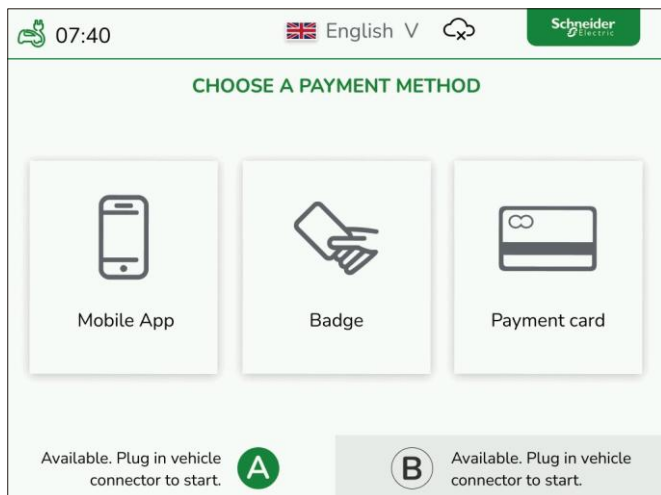 07:40
English V
Schneider
Electric
CHOOSE A PAYMENT METHOD
Mobile App
Badge
Payment card
Available. Plug in vehicle
connector to start.
A
B
Available. Plug in vehicle
connector to start.